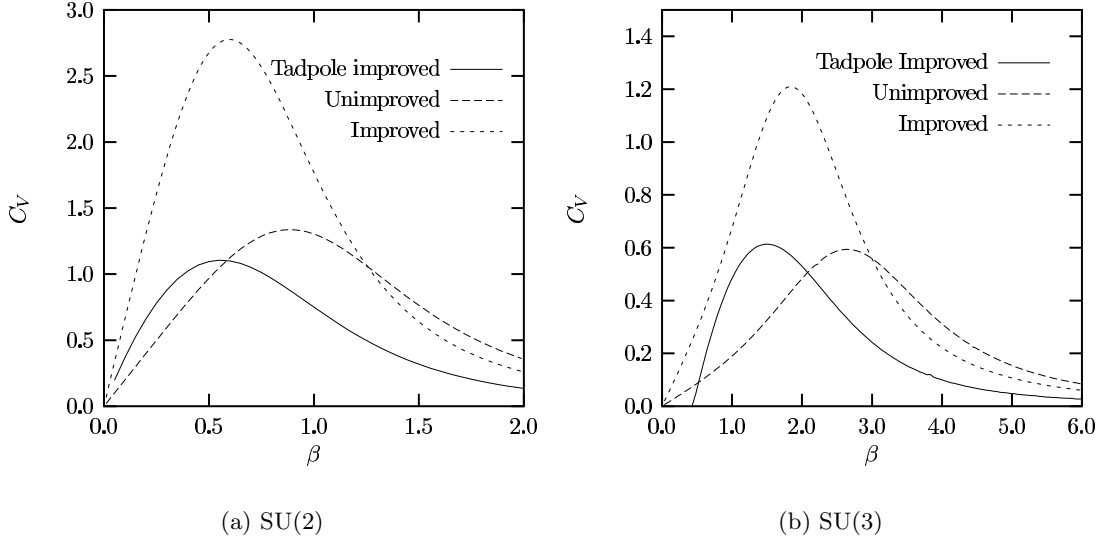 3.0
2.5
2.0
1.5
1.0
0.5
0.0
C_V
Tadpole improved
Unimproved
Improved
0.0 0.5 1.0 1.5 2.0
β
(a) SU(2)
1.4
1.2
1.0
0.8
0.6
0.4
0.2
0.0
C_V
Tadpole Improved
Unimproved
Improved
0.0 1.0 2.0 3.0 4.0 5.0 6.0
β
(b) SU(3)